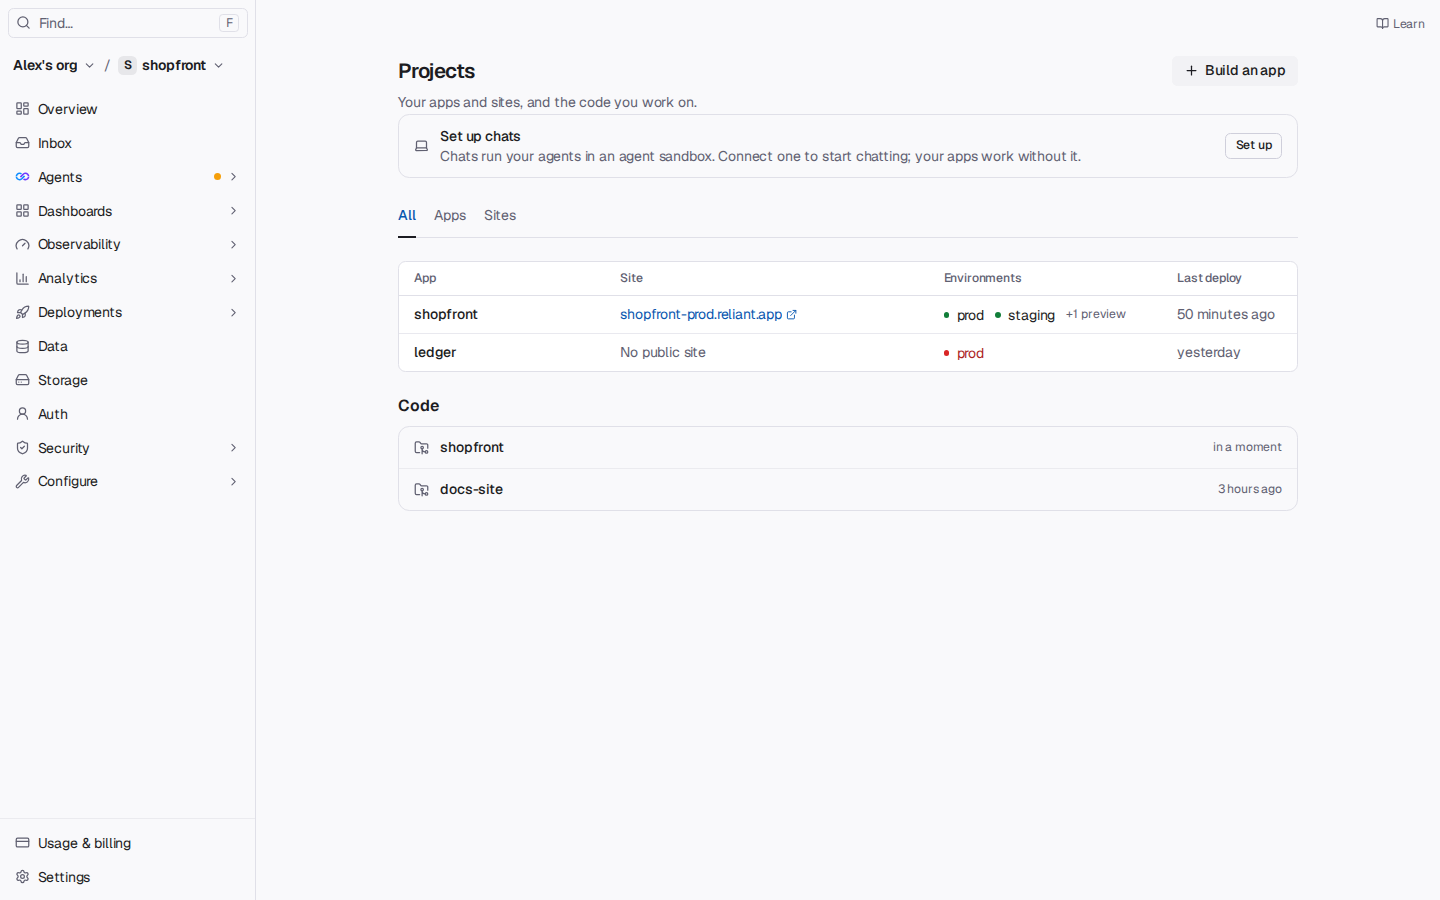 Find...
F
Learn
Alex's org / S shopfront
Overview
Inbox
Agents
Dashboards
Observability
Analytics
Deployments
Data
Storage
Auth
Security
Configure
Usage & billing
Settings
Projects
Build an app
Your apps and sites, and the code you work on.
Set up chats
Chats run your agents in an agent sandbox. Connect one to start chatting; your apps work without it.
Set up
All Apps Sites
App Site Environments Last deploy
shopfront shopfront-prod.reliant.app prod staging +1 preview 50 minutes ago
ledger No public site prod yesterday
Code
shopfront in a moment
docs-site 3 hours ago